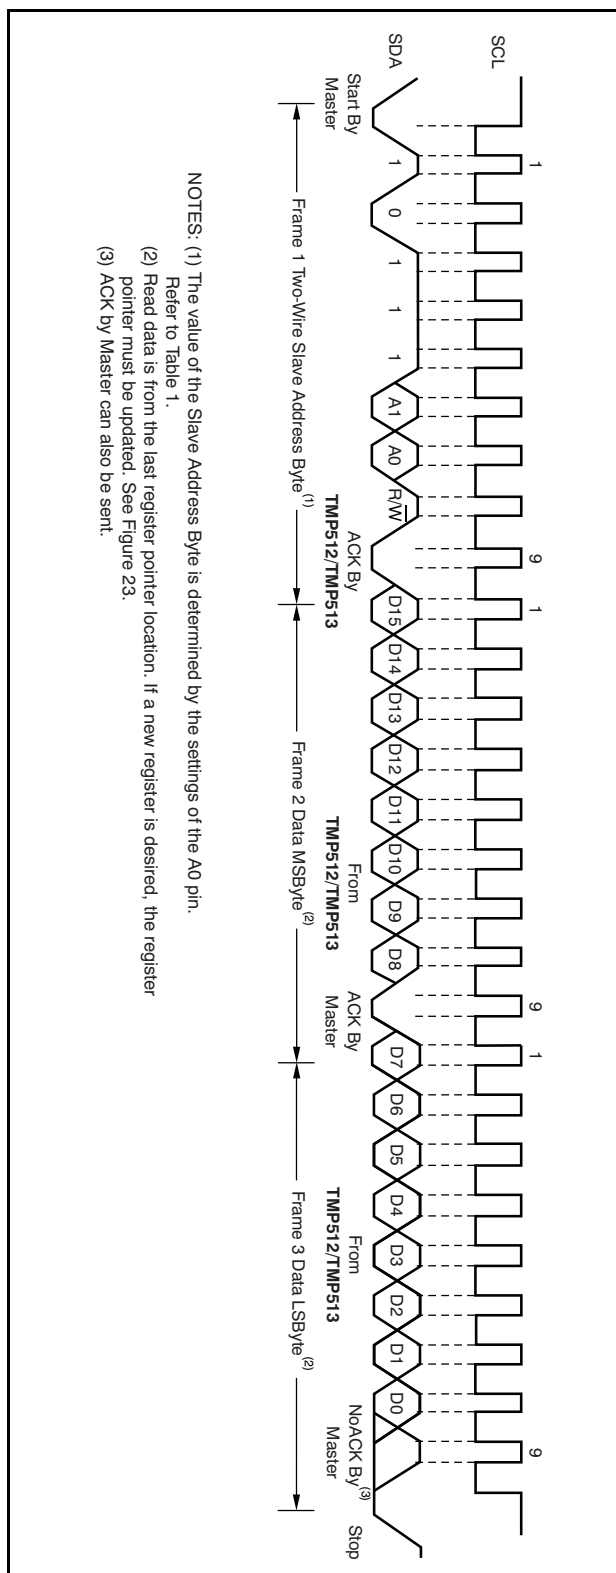 1 9 1 9 1 9
SCL
SDA 1 0 1 1 1 A1 A0 R/W D15 D14 D13 D12 D11 D10 D9 D8 D7 D6 D5 D4 D3 D2 D1 D0
Start By
Master
ACK By
TMP512/TMP513
From
TMP512/TMP513
ACK By
Master
From
TMP512/TMP513
NoACK By(3)
Master
Stop
Frame 1 Two-Wire Slave Address Byte(1)
Frame 2 Data MSByte(2)
Frame 3 Data LSByte(2)
NOTES: (1) The value of the Slave Address Byte is determined by the settings of the A0 pin.
Refer to Table 1.
(2) Read data is from the last register pointer location. If a new register is desired, the register
pointer must be updated. See Figure 23.
(3) ACK by Master can also be sent.